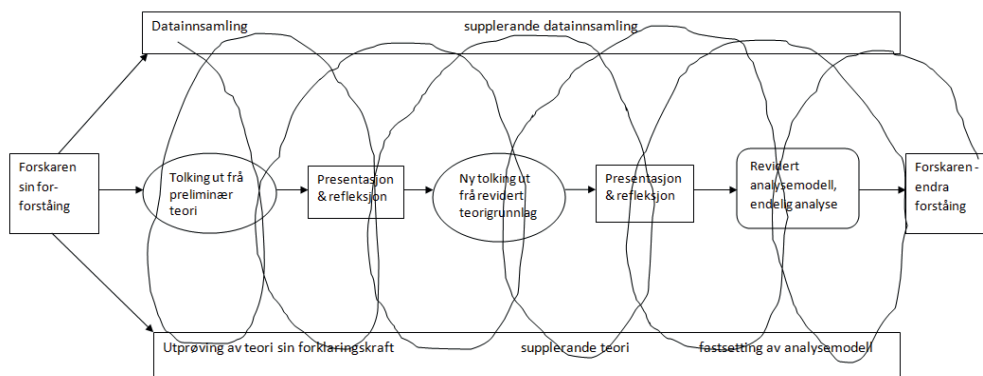 Datainnsamling supplerande datainnsamling
Forskaren
sin for-
forståing
Tolking ut frå
preliminær
teori
Presentasjon
& refleksjon
Ny tolking ut
frå revidert
teorigrunnlag
Presentasjon
& refleksjon
Revidert
analysemodell,
endelig analyse
Forskaren -
endra
forståing
Utprøving av teori sin forklaringskraft supplerande teori fastsetting av analysemodell